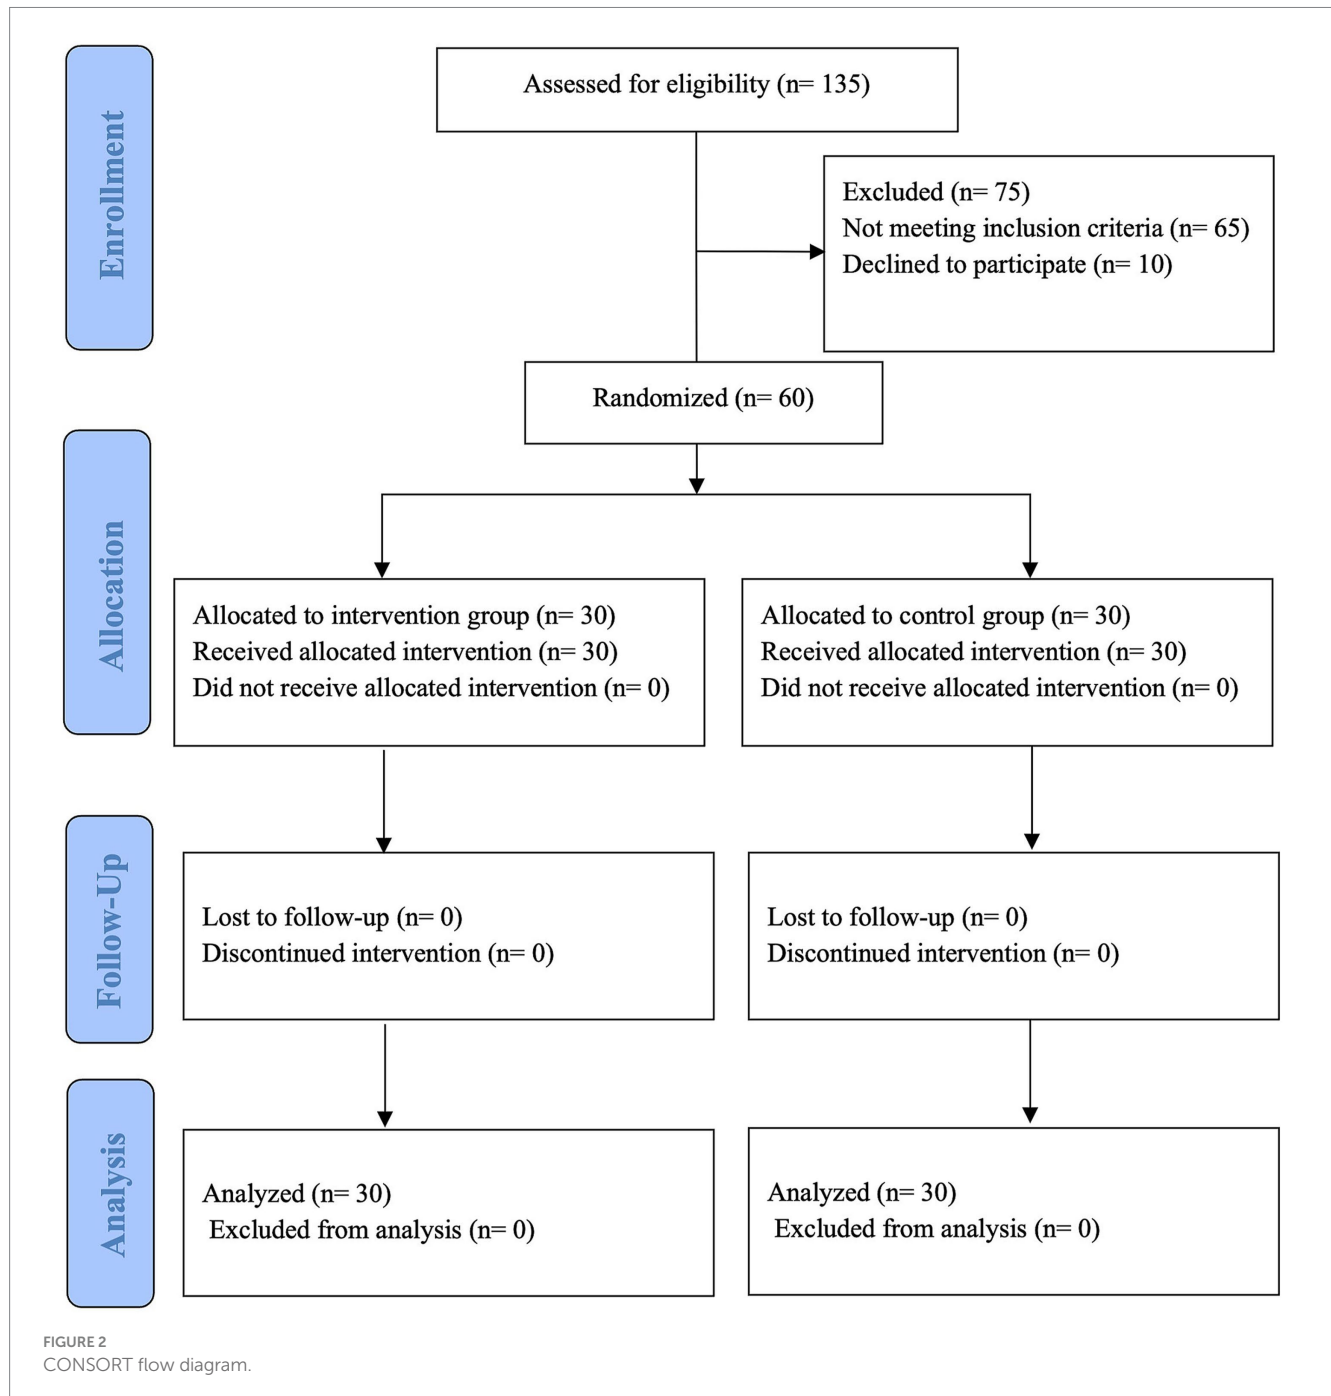 Enrollment
Assessed for eligibility (n= 135)
Excluded (n= 75)
Not meeting inclusion criteria (n= 65)
Declined to participate (n= 10)
Randomized (n= 60)
Allocation
Allocated to intervention group (n= 30)
Received allocated intervention (n= 30)
Did not receive allocated intervention (n= 0)
Allocated to control group (n= 30)
Received allocated intervention (n= 30)
Did not receive allocated intervention (n= 0)
Follow-Up
Lost to follow-up (n= 0)
Discontinued intervention (n= 0)
Lost to follow-up (n= 0)
Discontinued intervention (n= 0)
Analysis
Analyzed (n= 30)
Excluded from analysis (n= 0)
Analyzed (n= 30)
Excluded from analysis (n= 0)
FIGURE 2
CONSORT flow diagram.